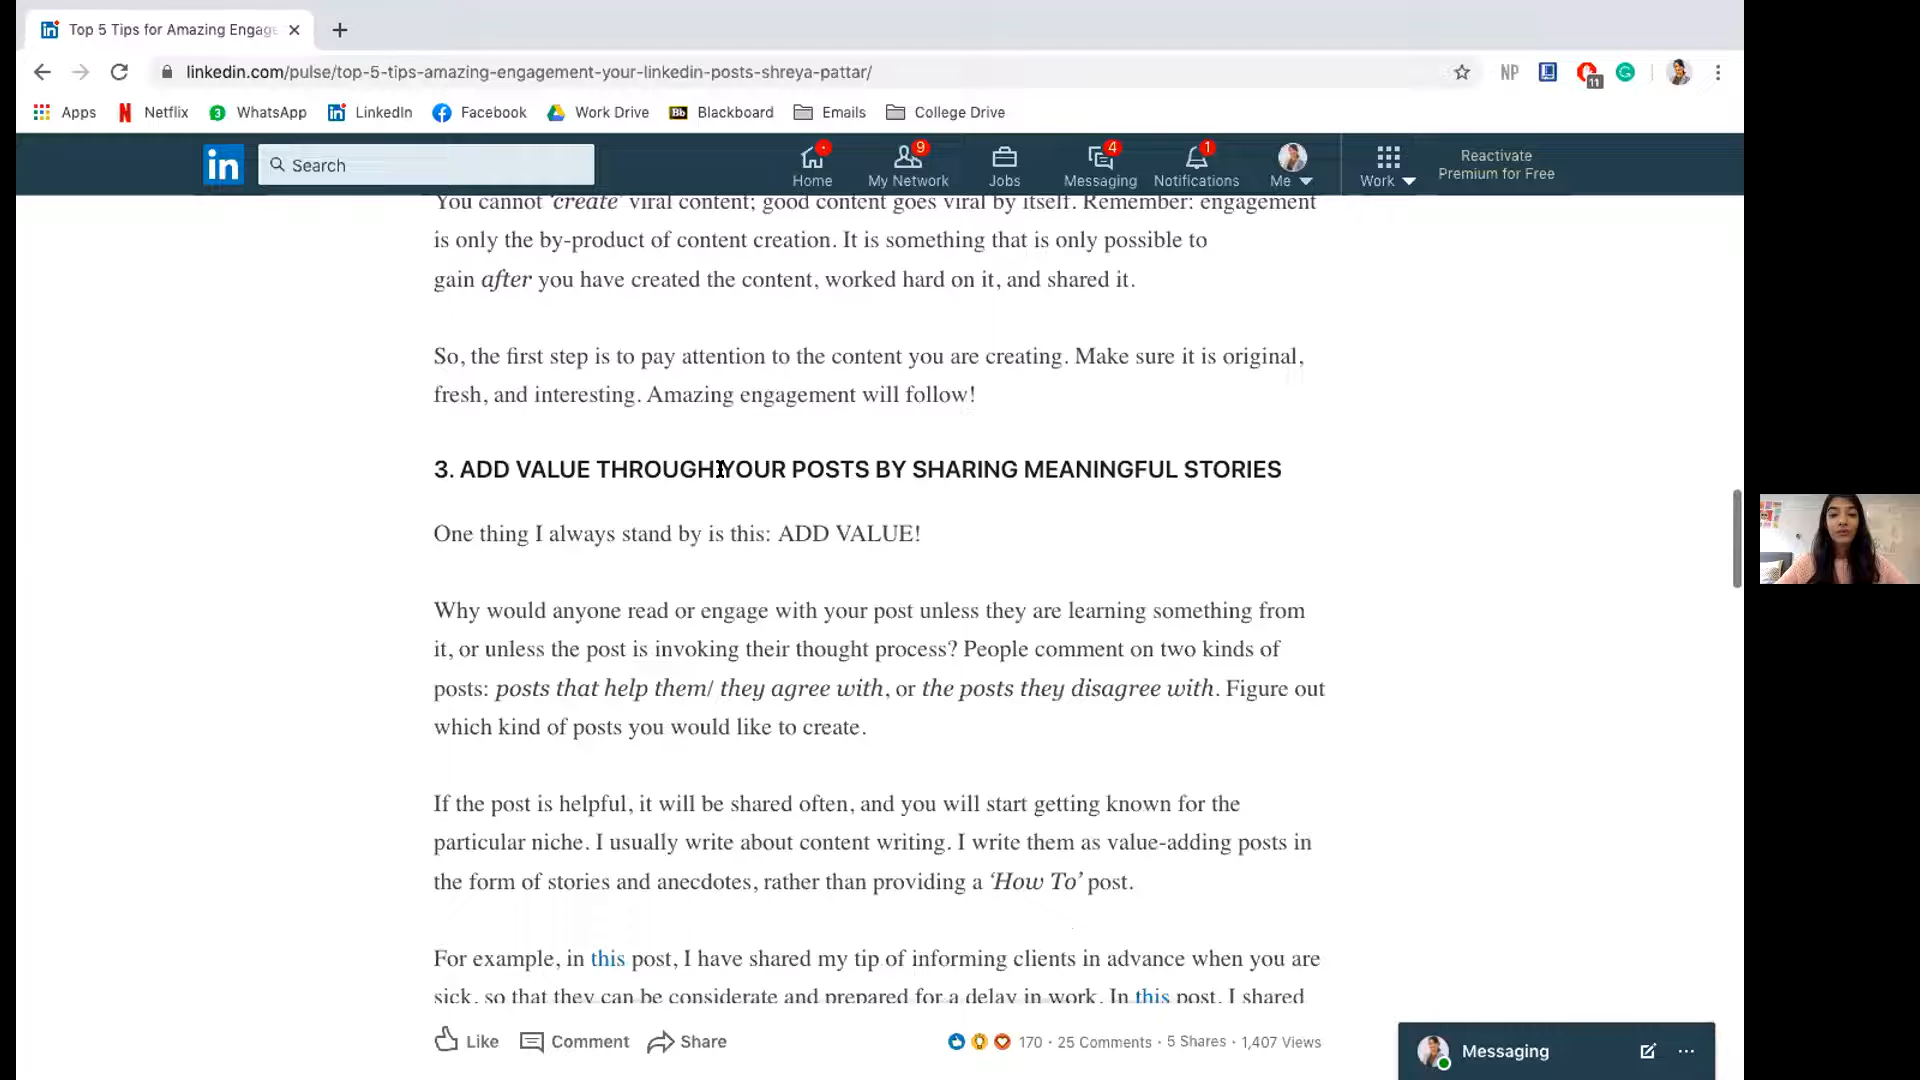 Top 5 Tips for Amazing Engage
linkedin.com/pulse/top-5-tips-amazing-engagement-your-linkedin-posts-shreya-pattar/
NP
11
Apps
Netflix
3
WhatsApp
LinkedIn
Facebook
Work Drive
Bb
Blackboard
Emails
College Drive
in
Search
Home
9
My Network
Jobs
4
Messaging
1
Notifications
Me
Work
Reactivate
Premium for Free
You cannot ‘create’ viral content; good content goes viral by itself. Remember: engagement
is only the by-product of content creation. It is something that is only possible to
gain after you have created the content, worked hard on it, and shared it.
So, the first step is to pay attention to the content you are creating. Make sure it is original,
fresh, and interesting. Amazing engagement will follow!
3. ADD VALUE THROUGH YOUR POSTS BY SHARING MEANINGFUL STORIES
One thing I always stand by is this: ADD VALUE!
Why would anyone read or engage with your post unless they are learning something from
it, or unless the post is invoking their thought process? People comment on two kinds of
posts: posts that help them/ they agree with, or the posts they disagree with. Figure out
which kind of posts you would like to create.
If the post is helpful, it will be shared often, and you will start getting known for the
particular niche. I usually write about content writing. I write them as value-adding posts in
the form of stories and anecdotes, rather than providing a ‘How To’ post.
For example, in this post, I have shared my tip of informing clients in advance when you are
sick, so that they can be considerate and prepared for a delay in work. In this post, I shared
Like
Comment
Share
170 · 25 Comments · 5 Shares · 1,407 Views
Messaging